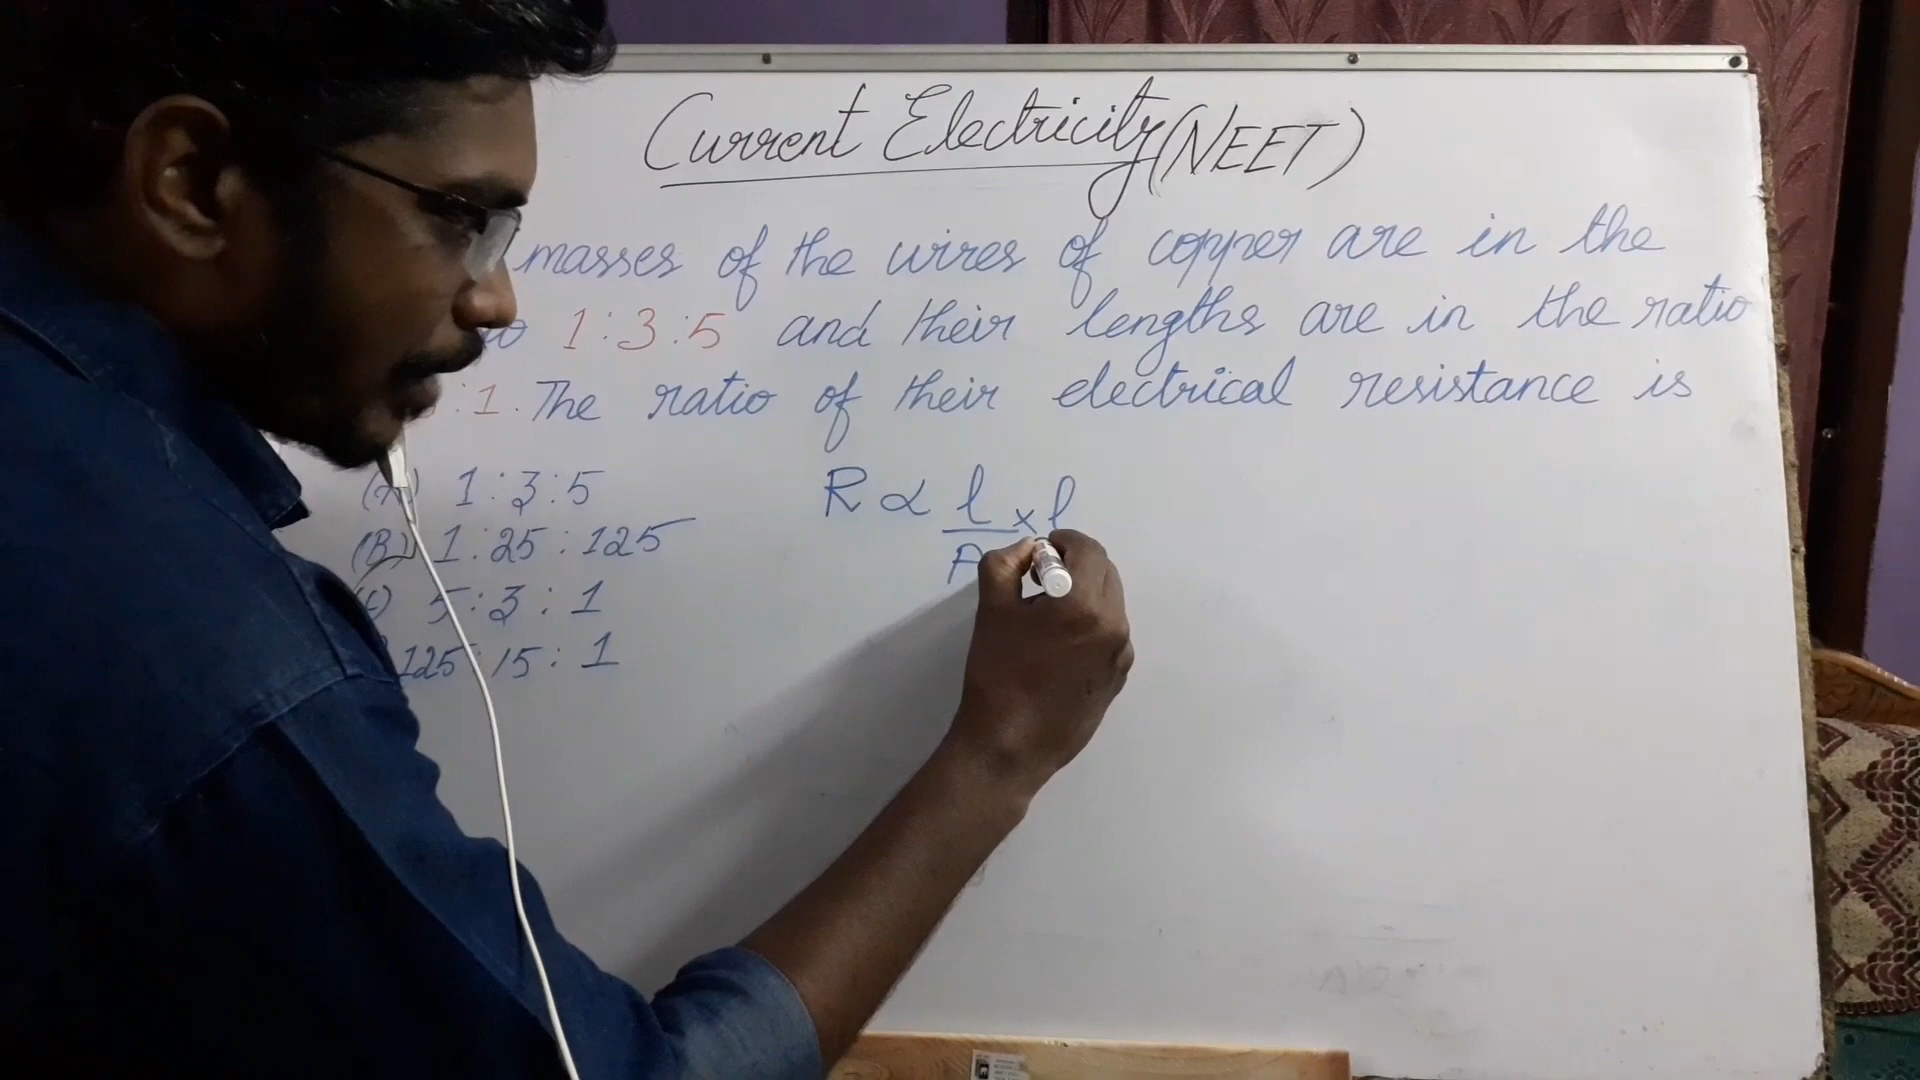 Current Electricity (NEET)
masses of the wires of copper are in the
1:3:5 and their lengths are in the ratio
:1. The ratio of their electrical resistance is
(A) 1:3:5
(B) 1:25:125
(C) 5:3:1
125:15:1
R ∝ l/A × l